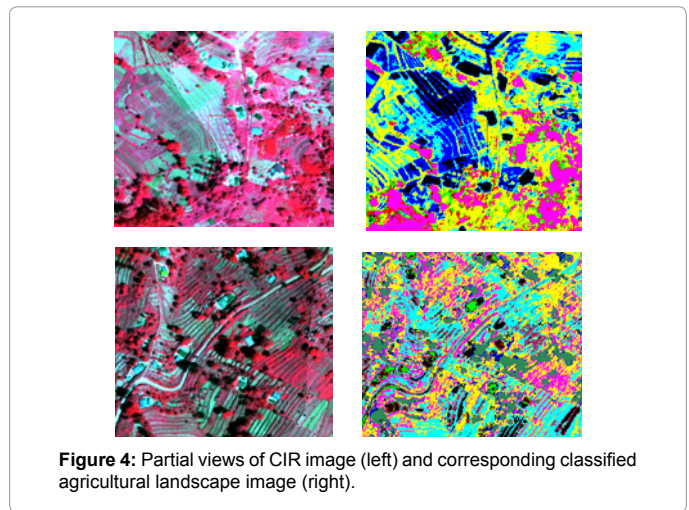 Figure 4: Partial views of CIR image (left) and corresponding classified
agricultural landscape image (right).